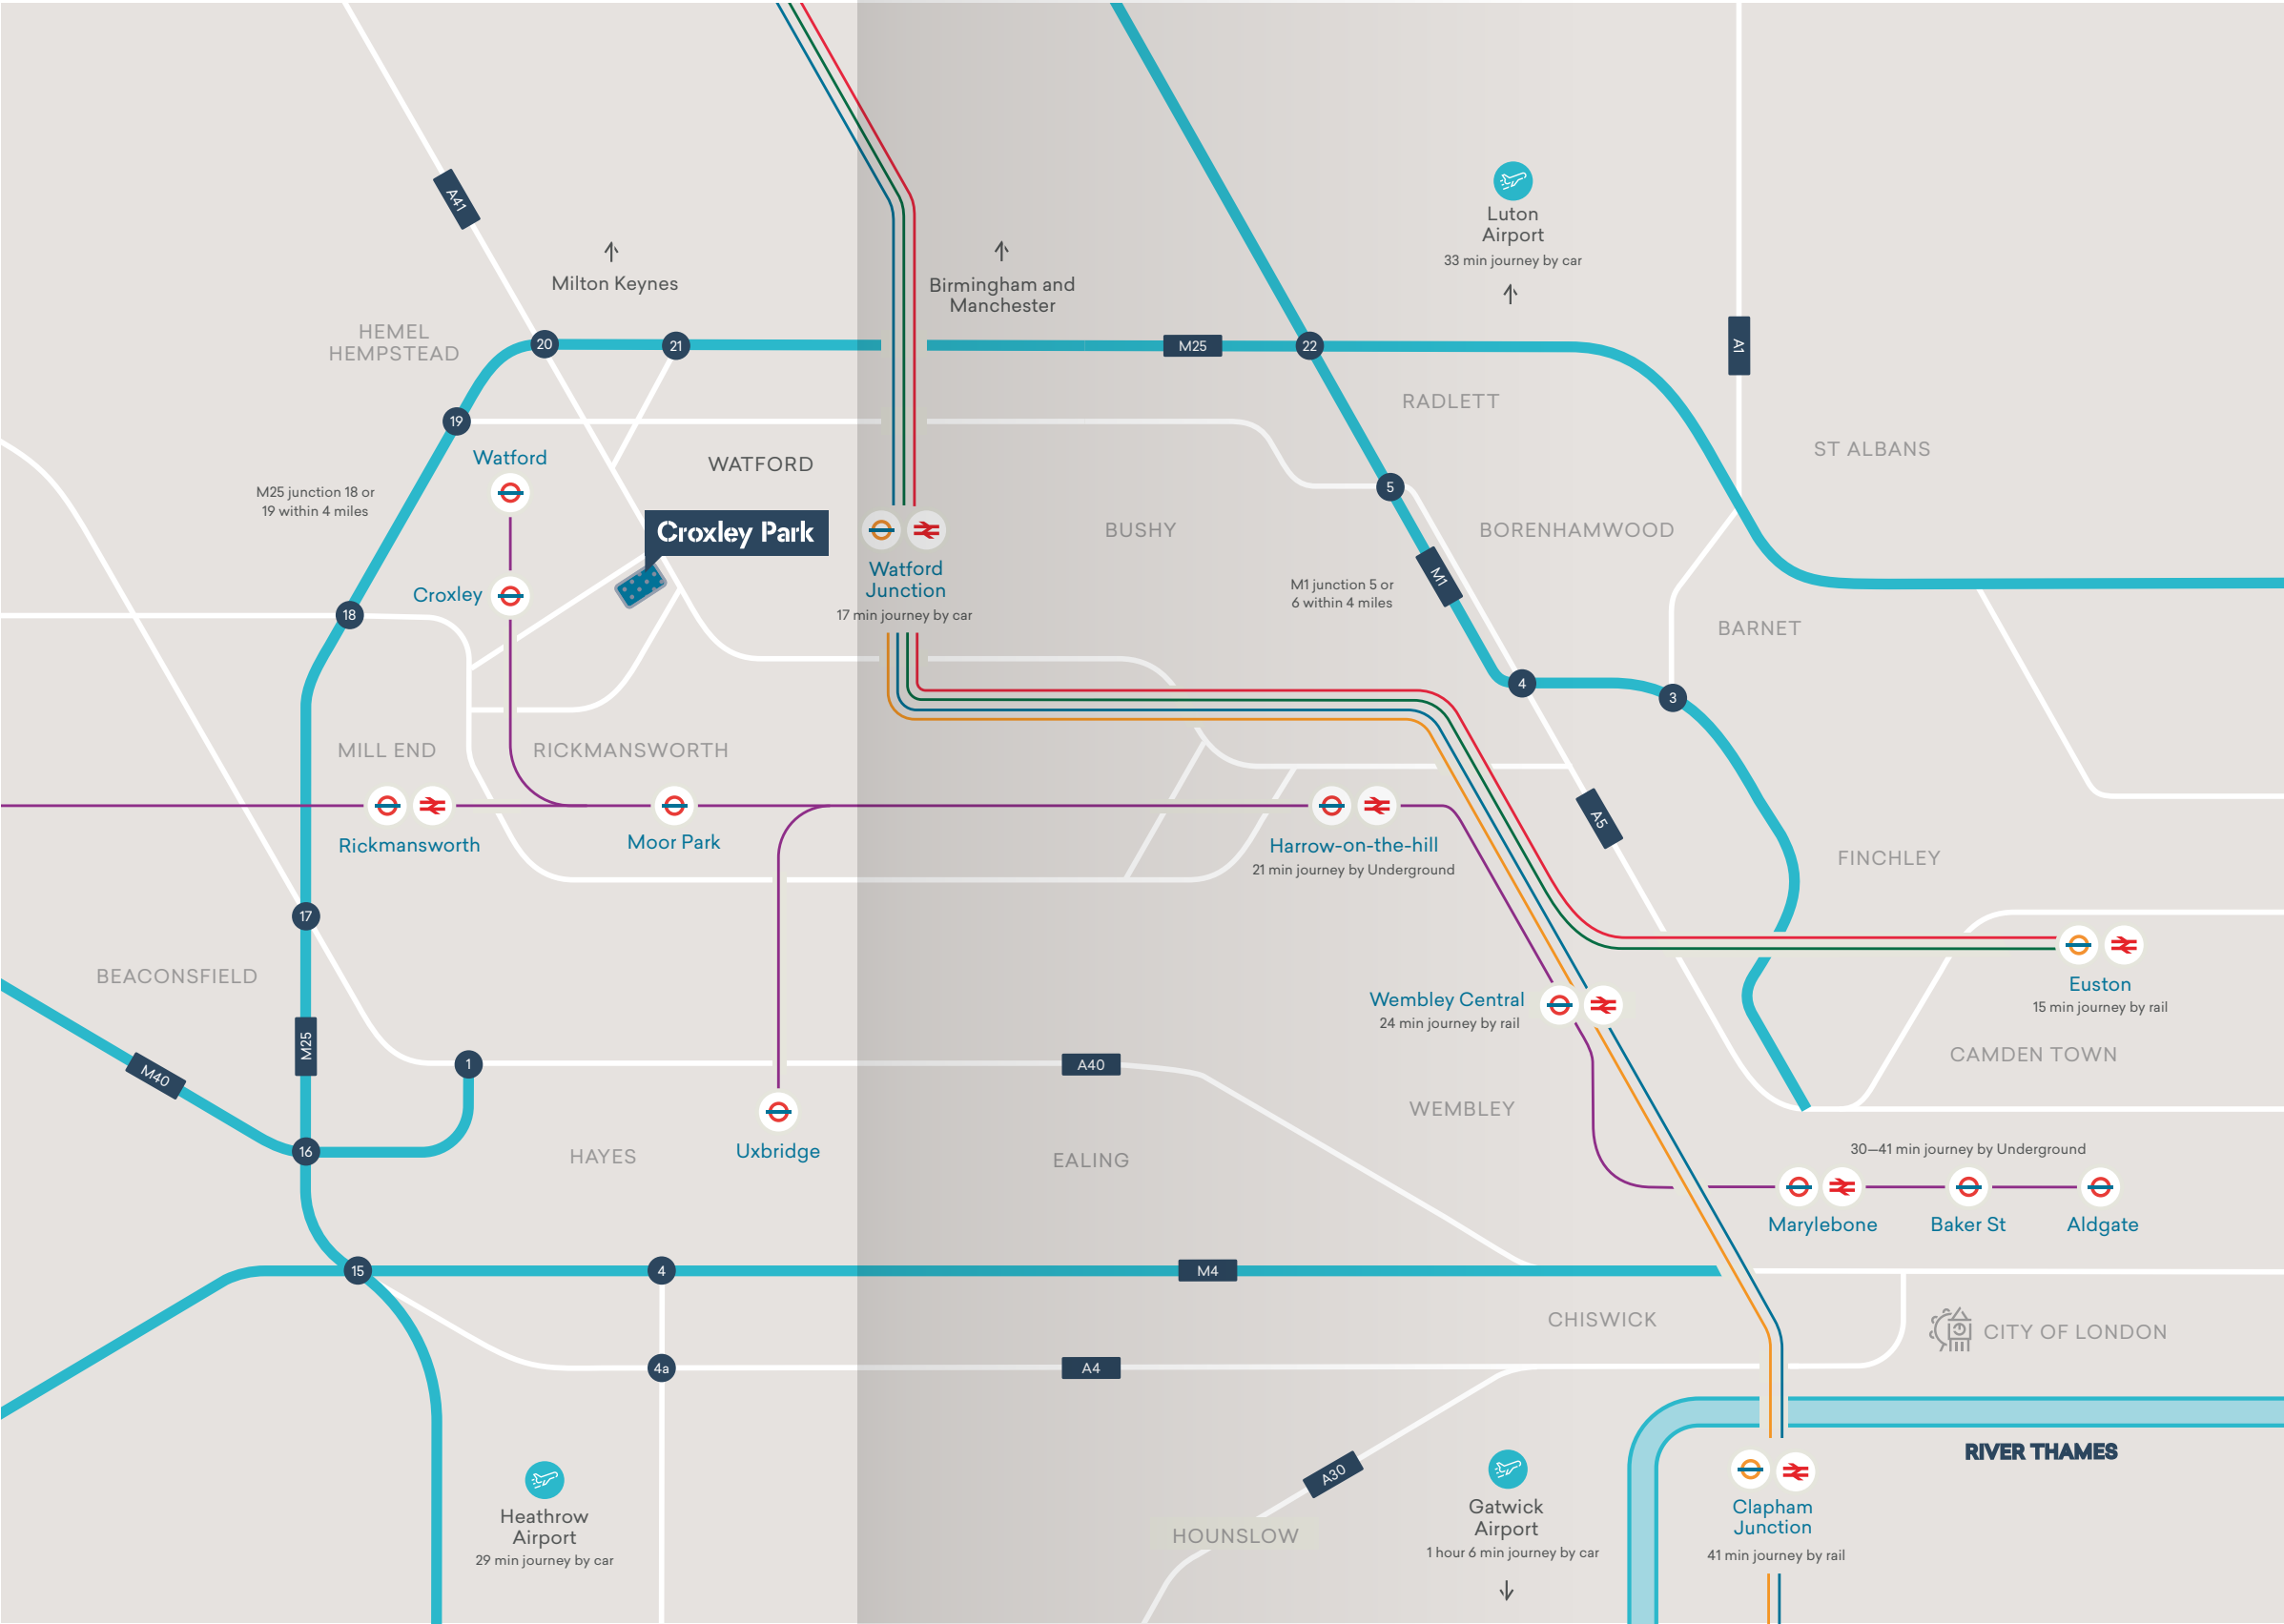 A41
Milton Keynes
Birmingham and
Manchester
Luton
Airport
33 min journey by car
HEMEL
HEMPSTEAD
20
21
M25
22
A1
19
RADLETT
ST ALBANS
Watford
WATFORD
M25 junction 18 or
19 within 4 miles
5
Croxley Park
BUSHY
BORENHAMWOOD
Watford
Junction
17 min journey by car
M1 junction 5 or
6 within 4 miles
M1
Croxley
18
BARNET
4
3
MILL END
RICKMANSWORTH
Rickmansworth
Moor Park
Harrow-on-the-hill
21 min journey by Underground
A5
FINCHLEY
17
BEACONSFIELD
Wembley Central
24 min journey by rail
Euston
15 min journey by rail
M25
M40
1
A40
CAMDEN TOWN
WEMBLEY
16
HAYES
Uxbridge
EALING
30–41 min journey by Underground
Marylebone
Baker St
Aldgate
15
4
M4
CHISWICK
CITY OF LONDON
4a
A4
A30
RIVER THAMES
Heathrow
Airport
29 min journey by car
HOUNSLOW
Gatwick
Airport
1 hour 6 min journey by car
Clapham
Junction
41 min journey by rail